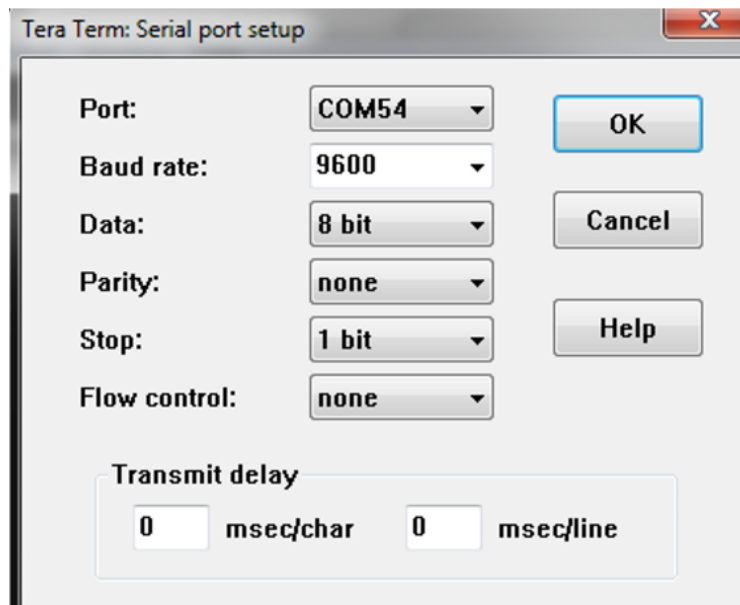 Tera Term: Serial port setup
Port: COM54 OK
Baud rate: 9600
Data: 8 bit Cancel
Parity: none
Stop: 1 bit Help
Flow control: none
Transmit delay
0 msec/char 0 msec/line